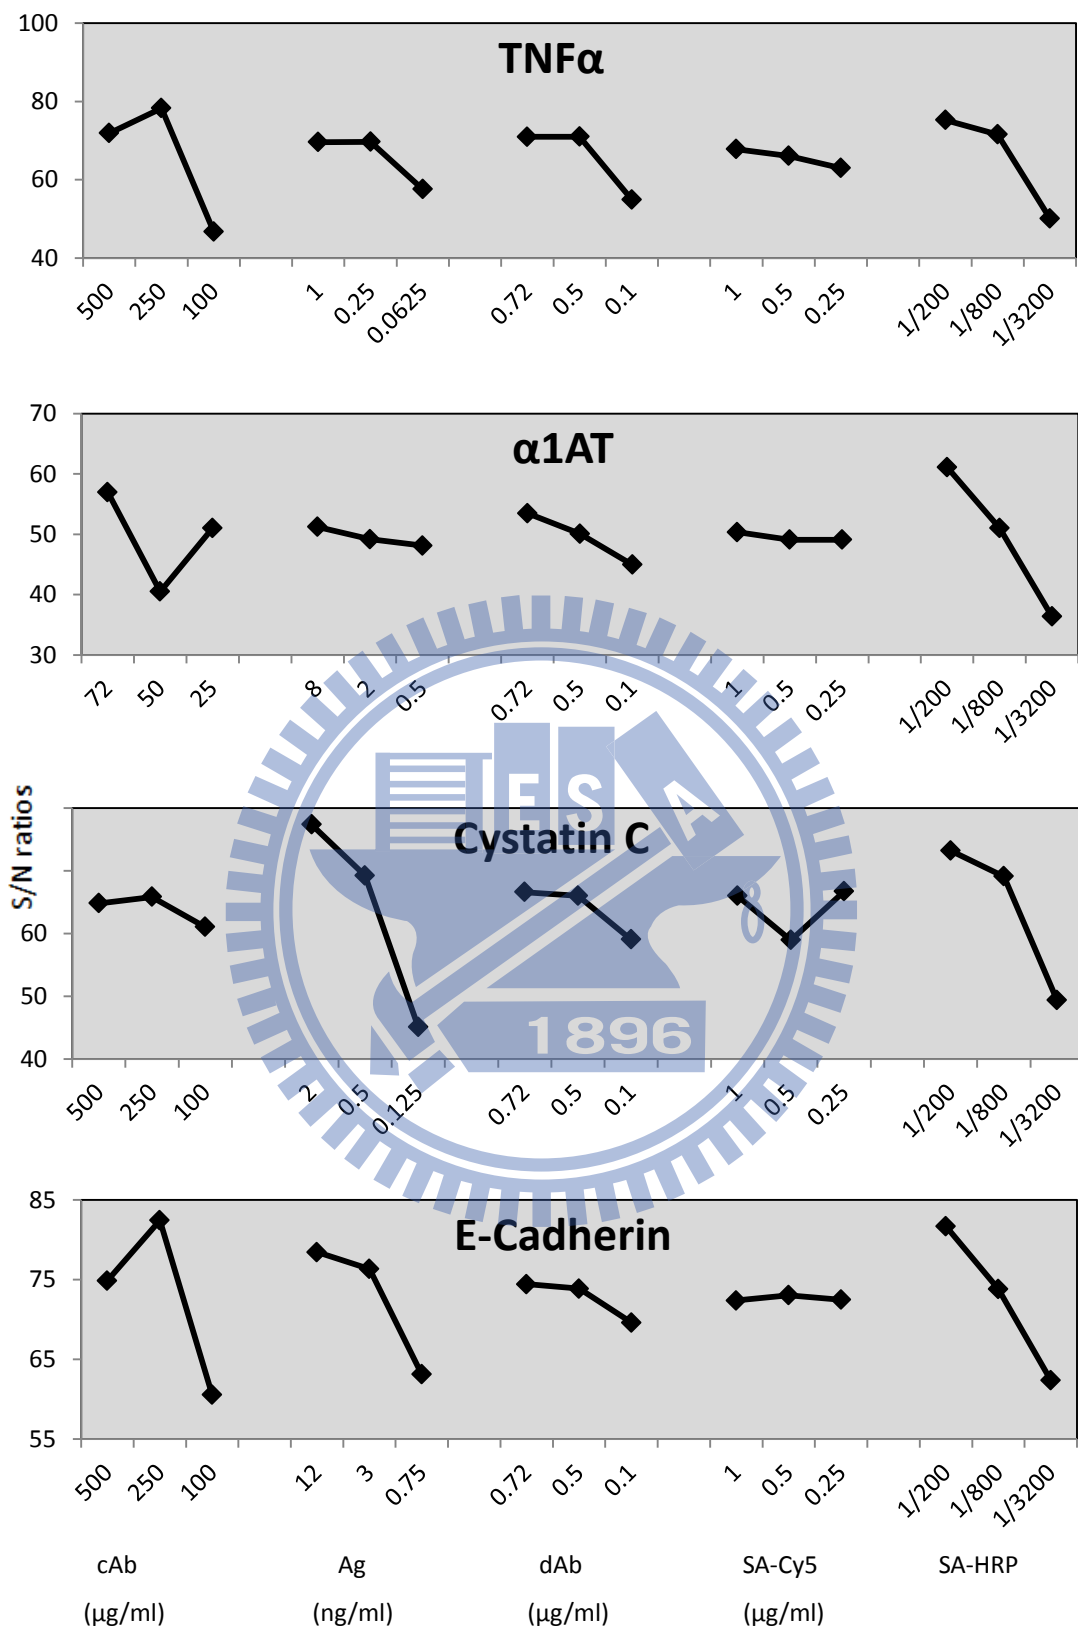 100
TNFα
80
60
40
500 250 100 1 0.25 0.0625 0.72 0.5 0.1 1 0.5 0.25 1/200 1/800 1/3200
70
α1AT
60
50
40
30
72 50 25 8 2 0.5 0.72 0.5 0.1 1 0.5 0.25 1/200 1/800 1/3200
S/N ratios
E S A
Cystatin C
60
50
1896
40
500 250 100 2 0.5 0.125 0.72 0.5 0.1 1 0.5 0.25 1/200 1/800 1/3200
85
E-Cadherin
75
65
55
500 250 100 12 3 0.75 0.72 0.5 0.1 1 0.5 0.25 1/200 1/800 1/3200
cAb Ag dAb SA-Cy5 SA-HRP
(µg/ml) (ng/ml) (µg/ml) (µg/ml)